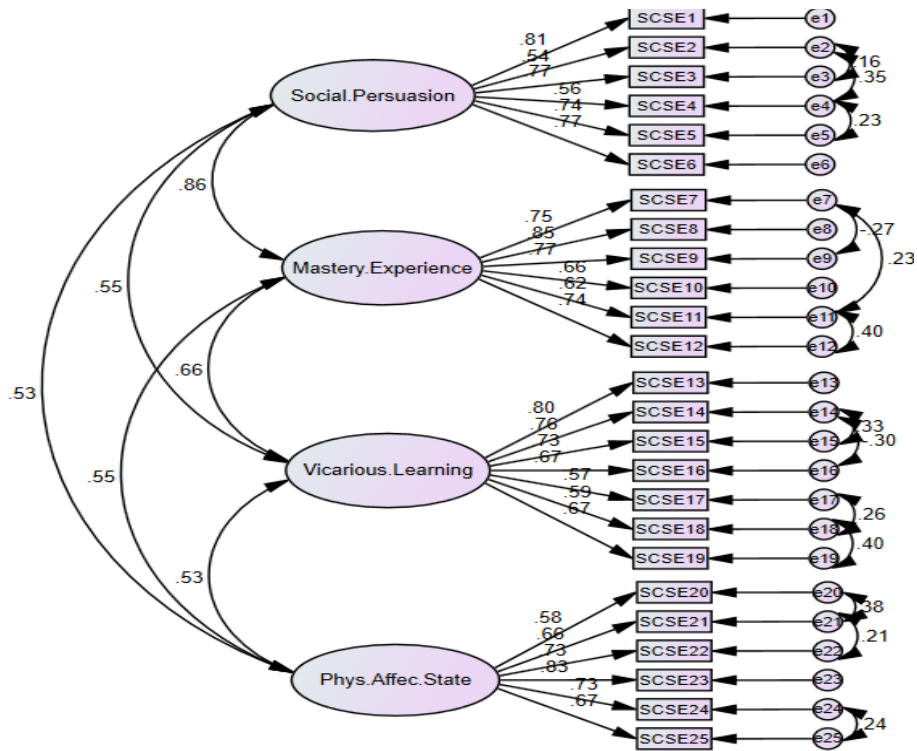 Social.Persuasion
Mastery.Experience
Vicarious.Learning
Phys.Affec.State
.86
.55
.53
.66
.55
.53
.81
.54
.77
.56
.74
.77
SCSE1
SCSE2
SCSE3
SCSE4
SCSE5
SCSE6
e1
e2
e3
e4
e5
e6
.16
.35
.23
.75
.85
.77
.66
.62
.74
SCSE7
SCSE8
SCSE9
SCSE10
SCSE11
SCSE12
e7
e8
e9
e10
e11
e12
-.27
.23
.40
.80
.76
.73
.67
.57
.59
.67
SCSE13
SCSE14
SCSE15
SCSE16
SCSE17
SCSE18
SCSE19
e13
e14
e15
e16
e17
e18
e19
.33
-.30
.26
.40
.58
.66
.73
.83
.73
.67
SCSE20
SCSE21
SCSE22
SCSE23
SCSE24
SCSE25
e20
e21
e22
e23
e24
e25
.38
.21
.24